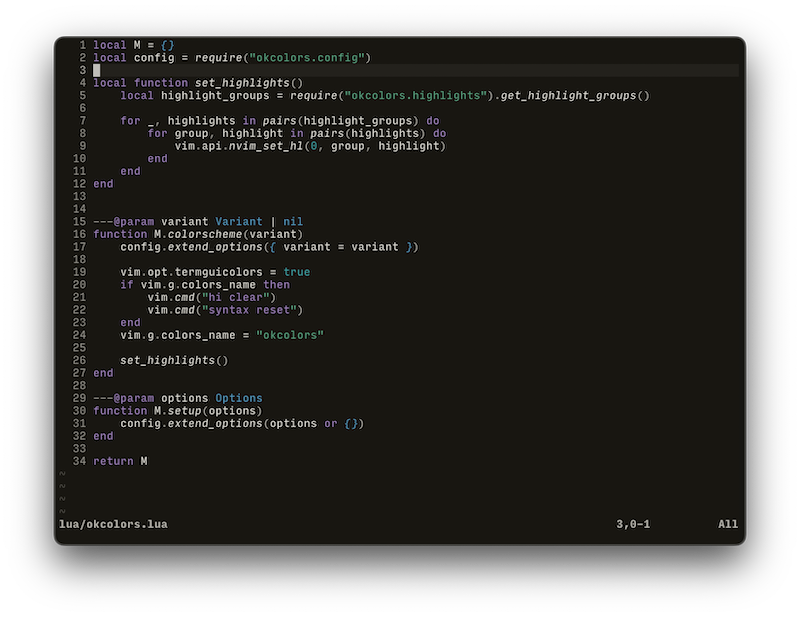 1 local M = {}
2 local config = require("okcolors.config")
3
4 local function set_highlights()
5     local highlight_groups = require("okcolors.highlights").get_highlight_groups()
6
7     for _, highlights in pairs(highlight_groups) do
8         for group, highlight in pairs(highlights) do
9             vim.api.nvim_set_hl(0, group, highlight)
10         end
11     end
12 end
13
14
15 ---@param variant Variant | nil
16 function M.colorscheme(variant)
17     config.extend_options({ variant = variant })
18
19     vim.opt.termguicolors = true
20     if vim.g.colors_name then
21         vim.cmd("hi clear")
22         vim.cmd("syntax reset")
23     end
24     vim.g.colors_name = "okcolors"
25
26     set_highlights()
27 end
28
29 ---@param options Options
30 function M.setup(options)
31     config.extend_options(options or {})
32 end
33
34 return M
~
~
~
~
lua/okcolors.lua 3,0-1 All